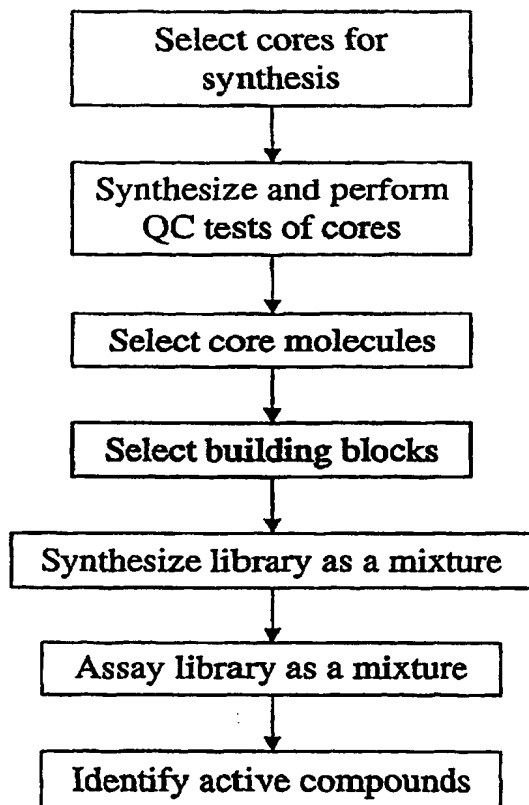 Select cores for
synthesis
Synthesize and perform
QC tests of cores
Select core molecules
Select building blocks
Synthesize library as a mixture
Assay library as a mixture
Identify active compounds